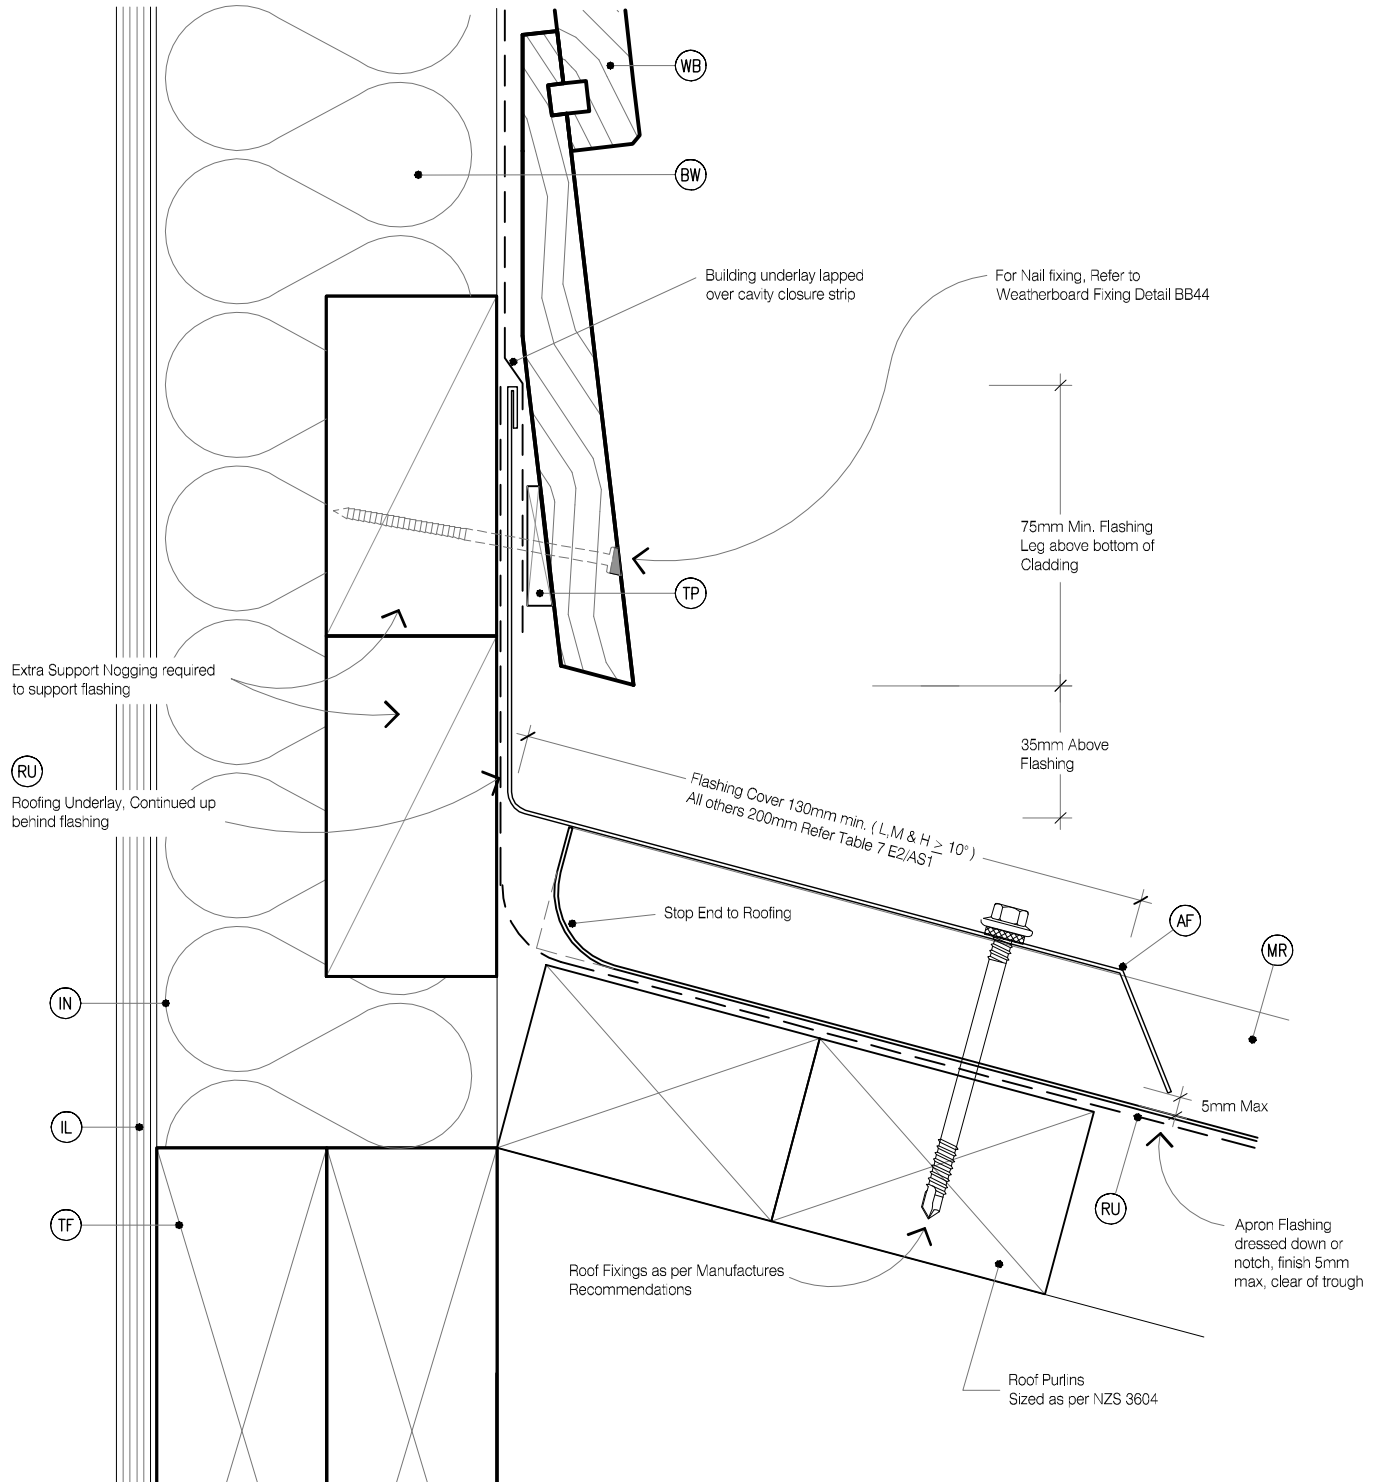 WB
BW
Building underlay lapped
over cavity closure strip
For Nail fixing, Refer to
Weatherboard Fixing Detail BB44
75mm Min. Flashing
Leg above bottom of
Cladding
TP
Extra Support Nogging required
to support flashing
35mm Above
Flashing
RU
Roofing Underlay, Continued up
behind flashing
Flashing Cover 130mm min. ( L,M & H ≥ 10° )
All others 200mm Refer Table 7 E2/AS1
Stop End to Roofing
AF
MR
IN
5mm Max
IL
RU
TF
Apron Flashing
dressed down or
notch, finish 5mm
max, clear of trough
Roof Fixings as per Manufactures
Recommendations
Roof Purlins
Sized as per NZS 3604